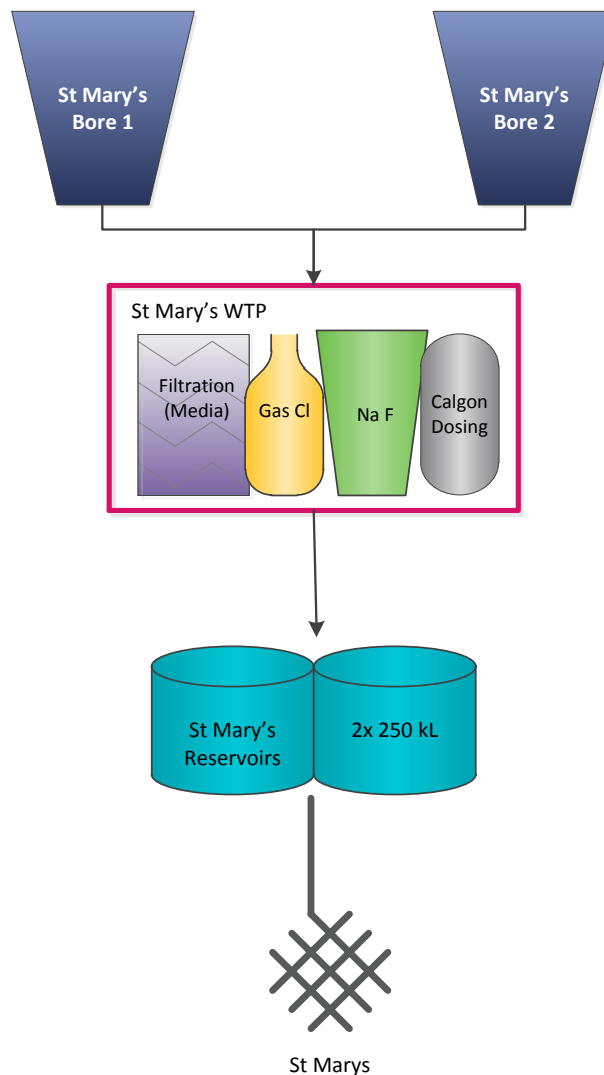 St Mary’s
Bore 1
St Mary’s
Bore 2
St Mary’s WTP
Filtration
(Media)
Gas Cl
Na F
Calgon
Dosing
St Mary’s
Reservoirs
2x 250 kL
St Marys